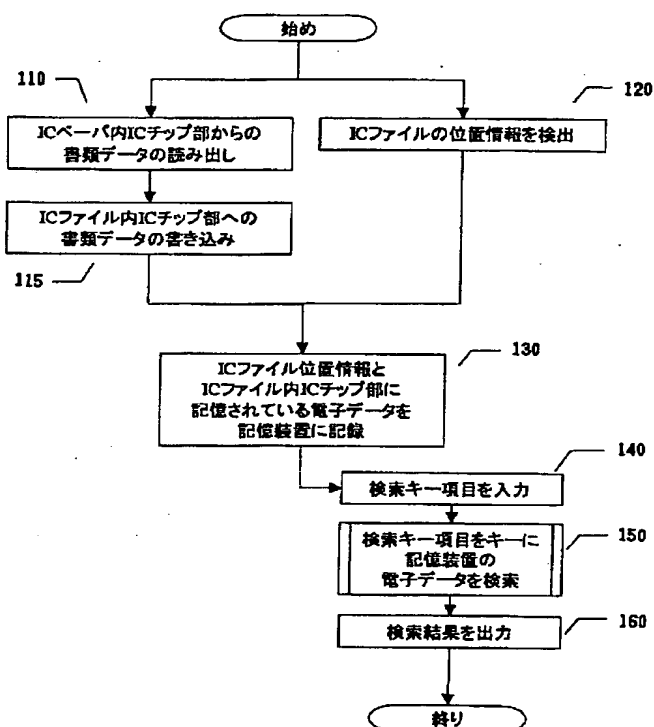 始め
110
120
ICペーパ内ICチップ部からの
書類データの読み出し
ICファイルの位置情報を検出
ICファイル内ICチップ部への
書類データの書き込み
115
130
ICファイル位置情報と
ICファイル内ICチップ部に
記憶されている電子データを
記憶装置に記録
140
検索キー項目を入力
150
検索キー項目をキーに
記憶装置の
電子データを検索
160
検索結果を出力
終り